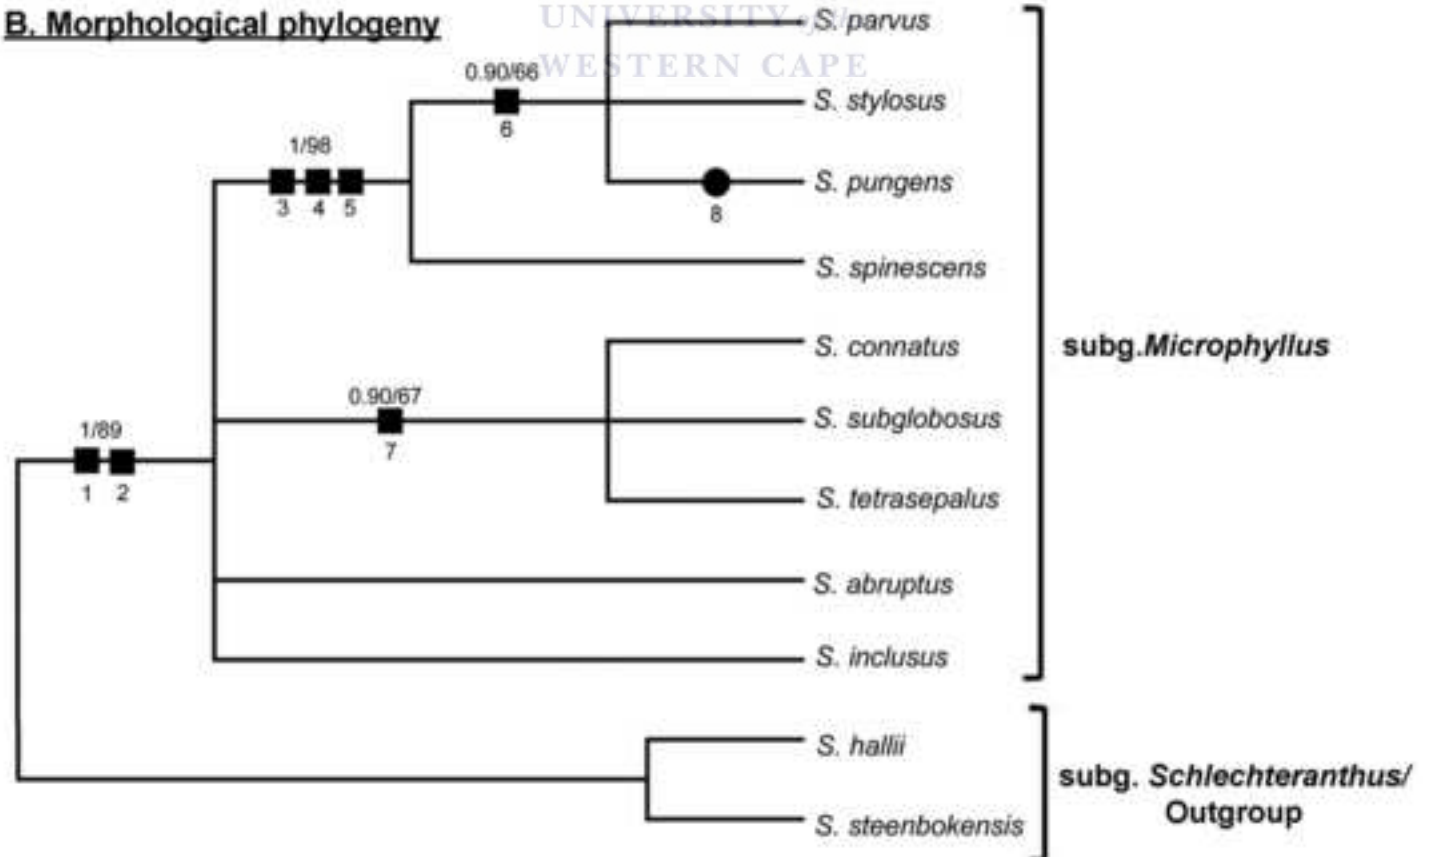 B. Morphological phylogeny
UNIVERSITY of the
WESTERN CAPE
S. parvus
0.90/66
6
S. stylosus
1/98
3 4 5
8
S. pungens
S. spinescens
S. connatus
0.90/67
7
S. subglobosus
S. tetrasepalus
1/89
1 2
S. abruptus
S. inclusus
subg.Microphyllus
S. hallii
S. steenbokensis
subg. Schlechteranthus/
Outgroup